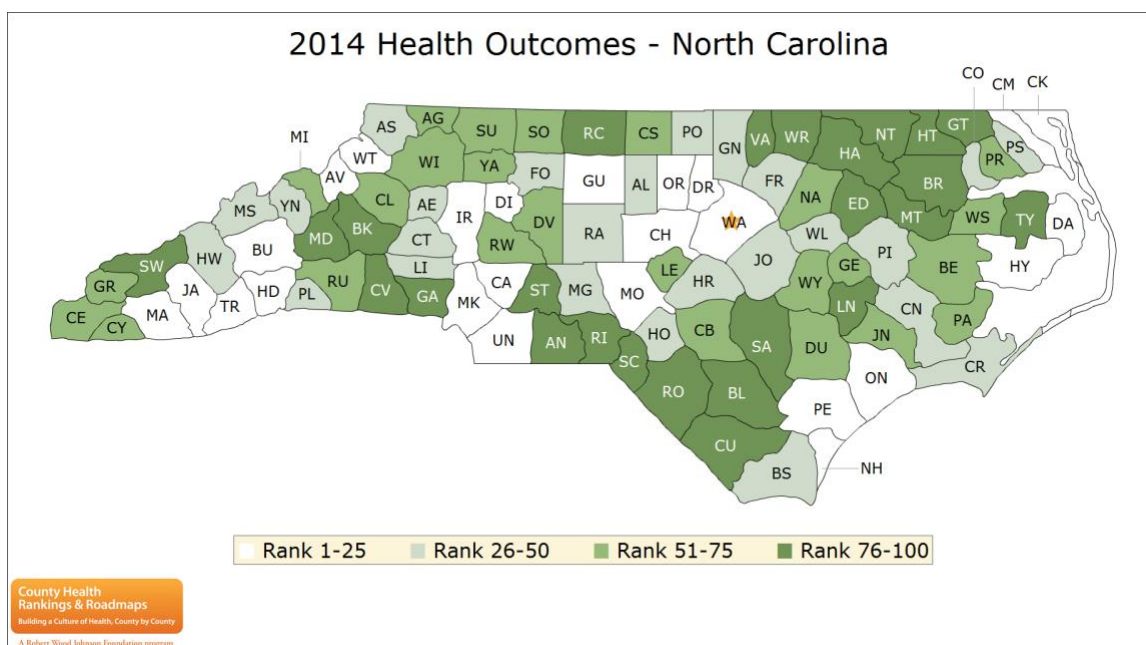 2014 Health Outcomes - North Carolina
CO
CM
CK
MI
AS
AG
SU
SO
RC
CS
PO
GN
VA
WR
NT
HT
GT
PS
PR
WT
WI
YA
FO
GU
AL
OR
DR
FR
HA
BR
AV
CL
AE
IR
DI
DV
RA
CH
WA
NA
ED
MT
WS
TY
DA
MS
YN
MD
BK
CT
RW
BU
LI
SW
HW
GR
JA
TR
HD
PL
RU
CV
GA
CA
MK
ST
MG
MO
LE
HR
JO
WL
WY
GE
PI
BE
HY
CE
CY
MA
UN
AN
RI
SC
HO
CB
SA
DU
LN
JN
CN
PA
CR
RO
BL
ON
PE
CU
BS
NH
Rank 1-25 Rank 26-50 Rank 51-75 Rank 76-100
County Health
Rankings & Roadmaps
Building a Culture of Health, County by County
A Robert Wood Johnson Foundation program